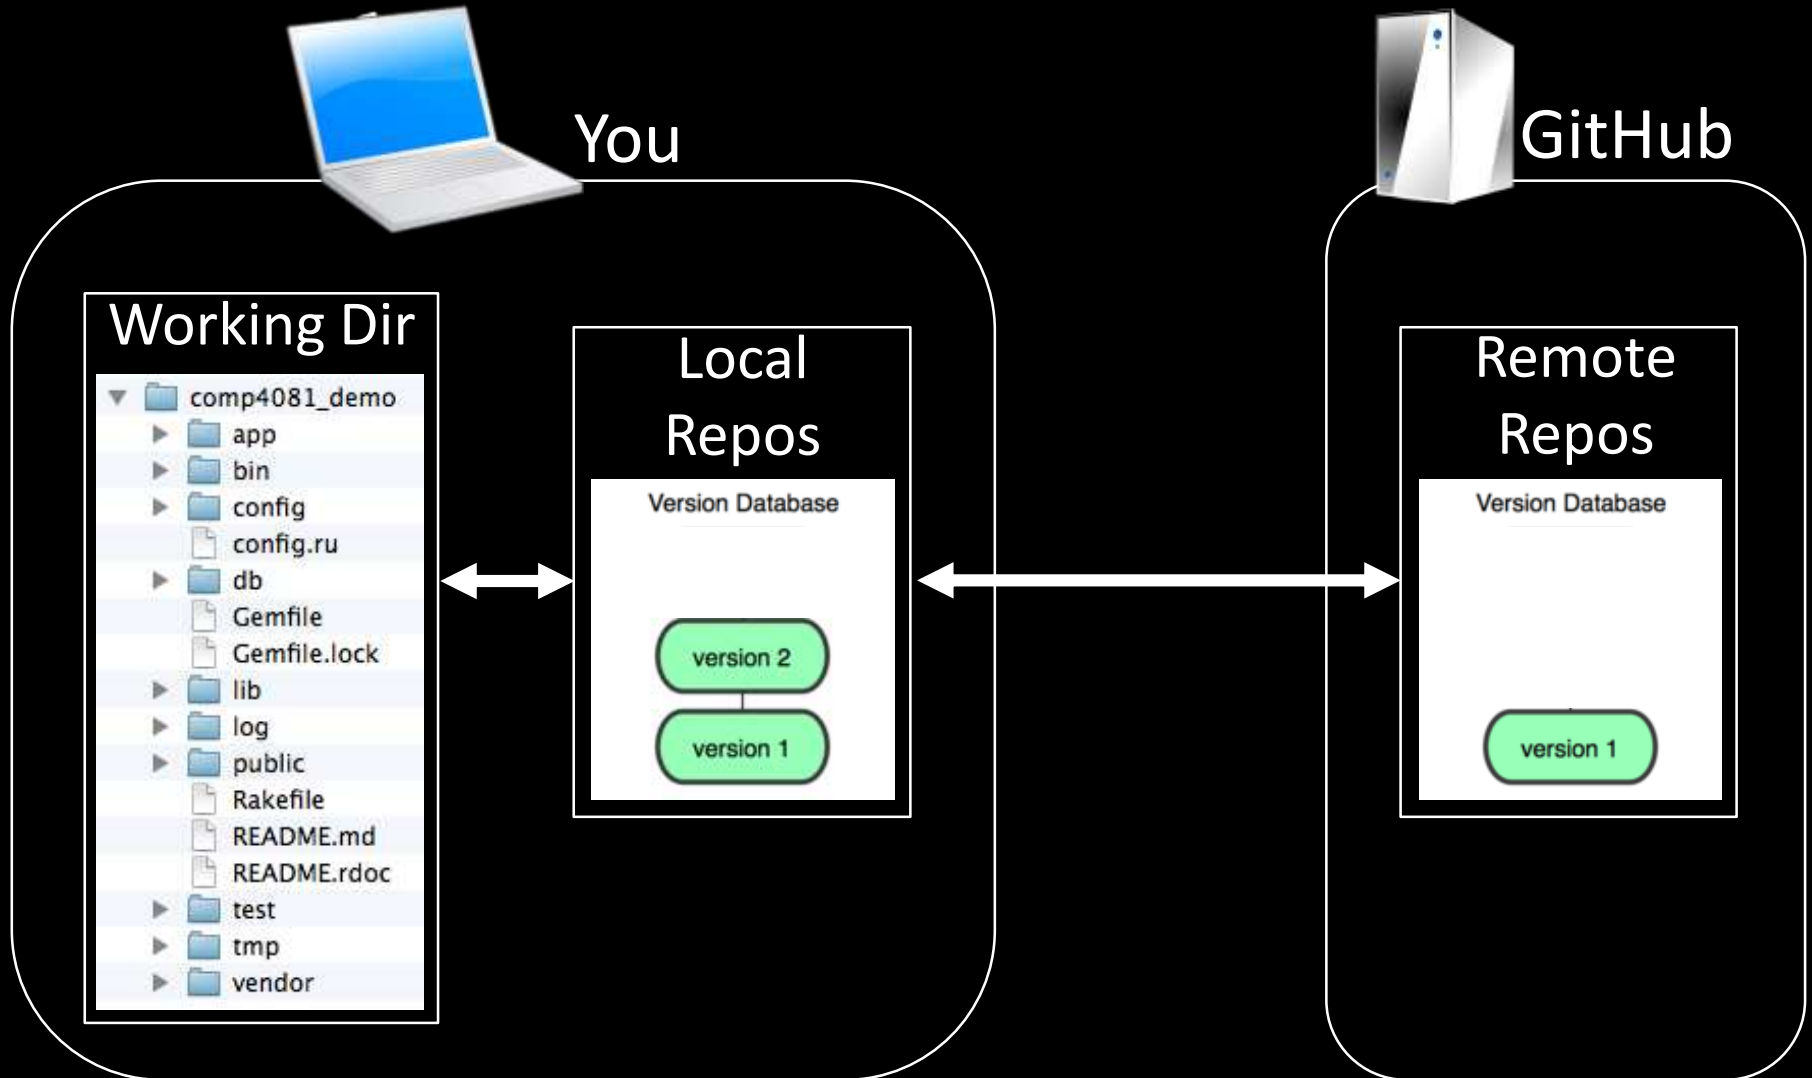 You
GitHub
Working Dir
comp4081_demo
app
bin
config
config.ru
db
Gemfile
Gemfile.lock
lib
log
public
Rakefile
README.md
README.rdoc
test
tmp
vendor
Local
Repos
Version Database
version 2
version 1
Remote
Repos
Version Database
version 1